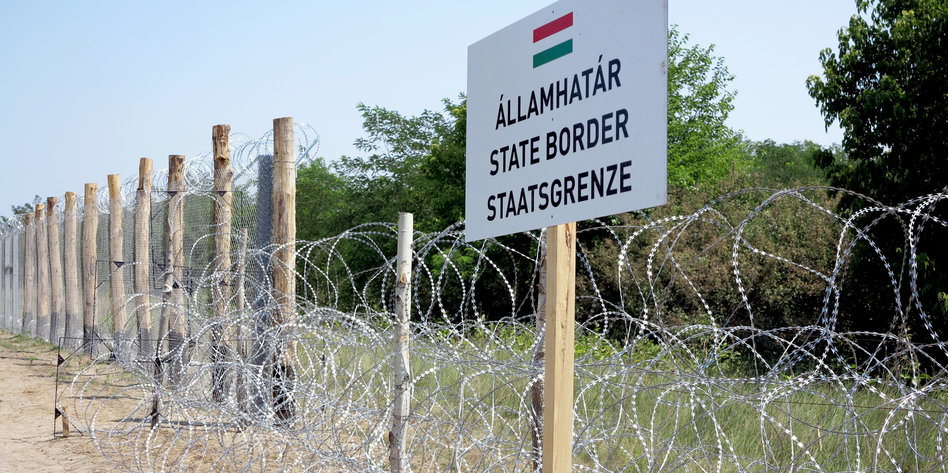 ÁLLAMHATÁR
STATE BORDER
STAATSGRENZE